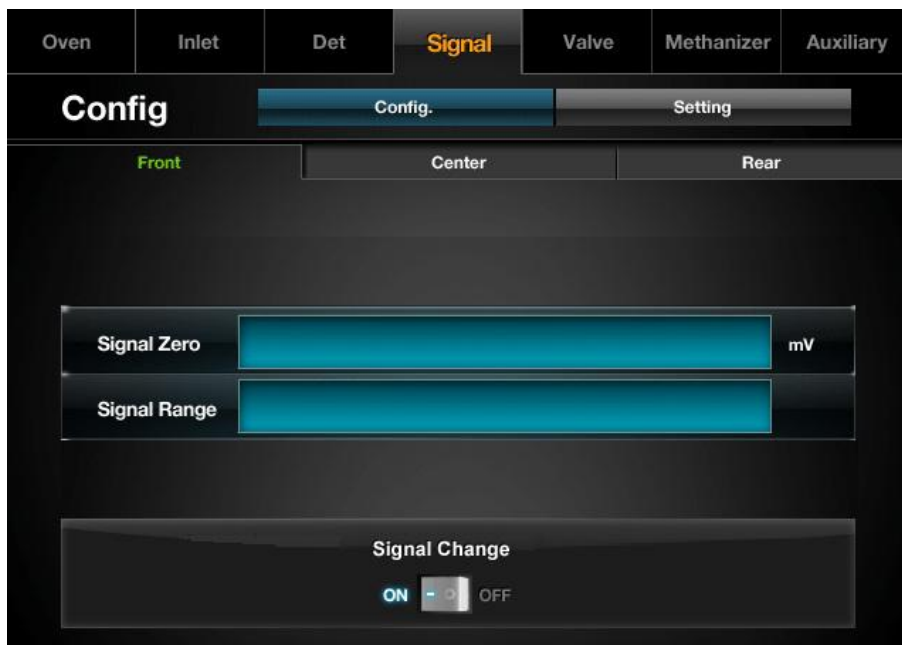 Oven Inlet Det Signal Valve Methanizer Auxiliary
Config Config. Setting
Front Center Rear
Signal Zero mV
Signal Range
Signal Change
ON OFF